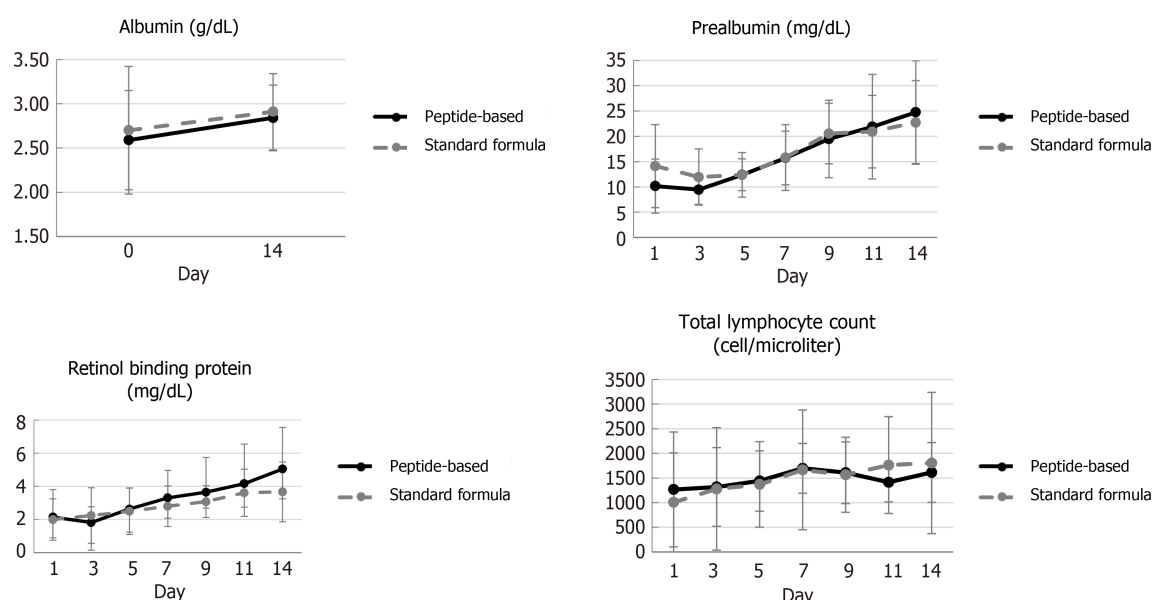 Albumin (g/dL)
3.50
3.00
2.50
2.00
1.50
0 14
Day
Peptide-based
Standard formula
Prealbumin (mg/dL)
35
30
25
20
15
10
5
0
1 3 5 7 9 11 14
Day
Peptide-based
Standard formula
Retinol binding protein
(mg/dL)
8
6
4
2
0
1 3 5 7 9 11 14
Day
Peptide-based
Standard formula
Total lymphocyte count
(cell/microliter)
3500
3000
2500
2000
1500
1000
500
0
1 3 5 7 9 11 14
Day
Peptide-based
Standard formula